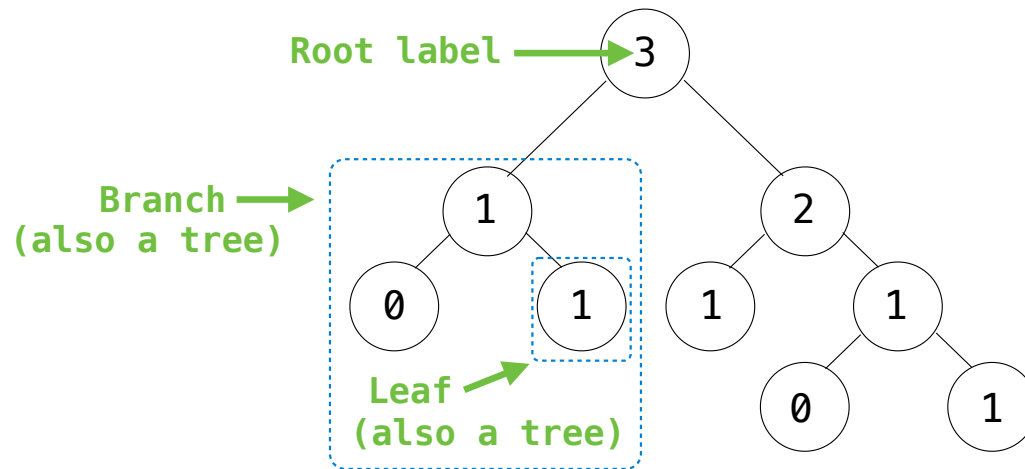 Root label 3
Branch 1 2
(also a tree)
0 1 1 1
Leaf 0 1
(also a tree)